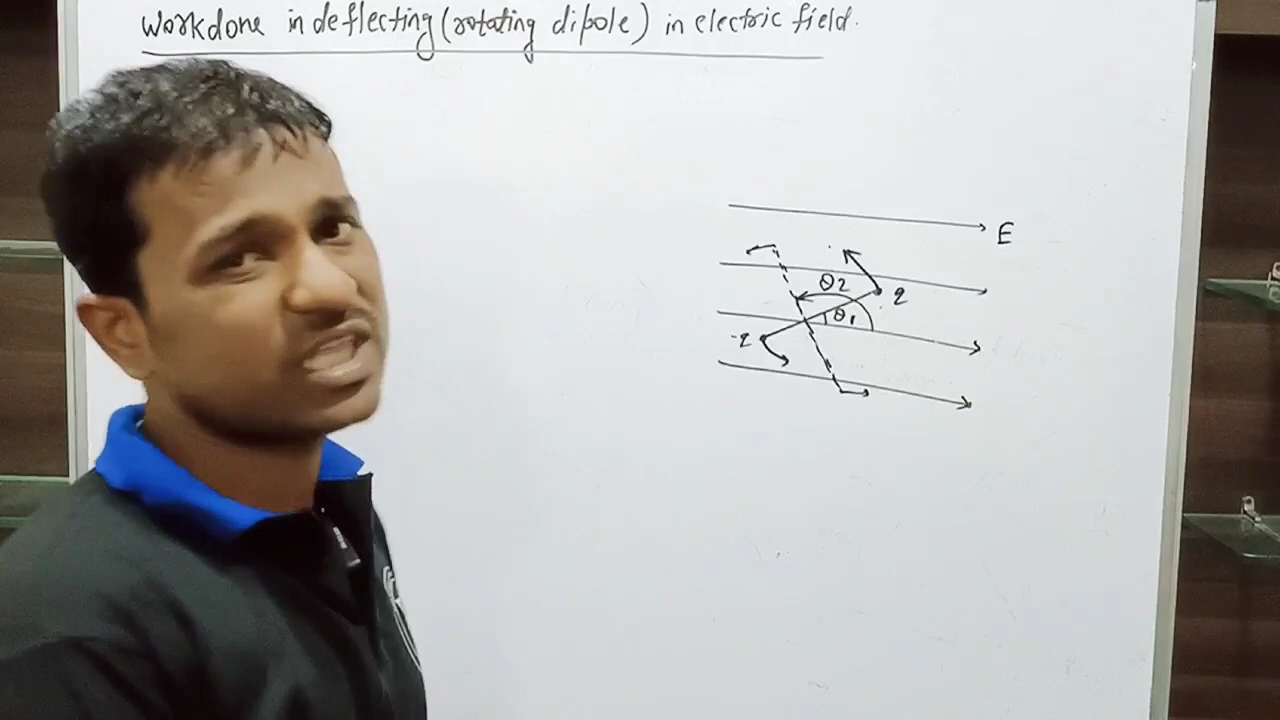 workdone in deflecting (rotating dipole) in electric field.
E
θ2
q
θ1
-q